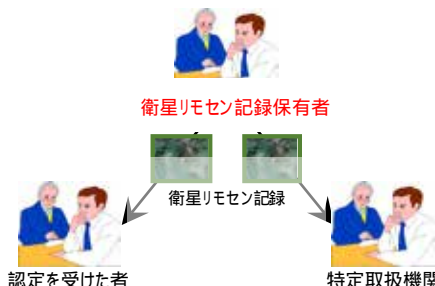 衛星リモセン記録保有者
衛星リモセン記録
認定を受けた者
特定取扱機関